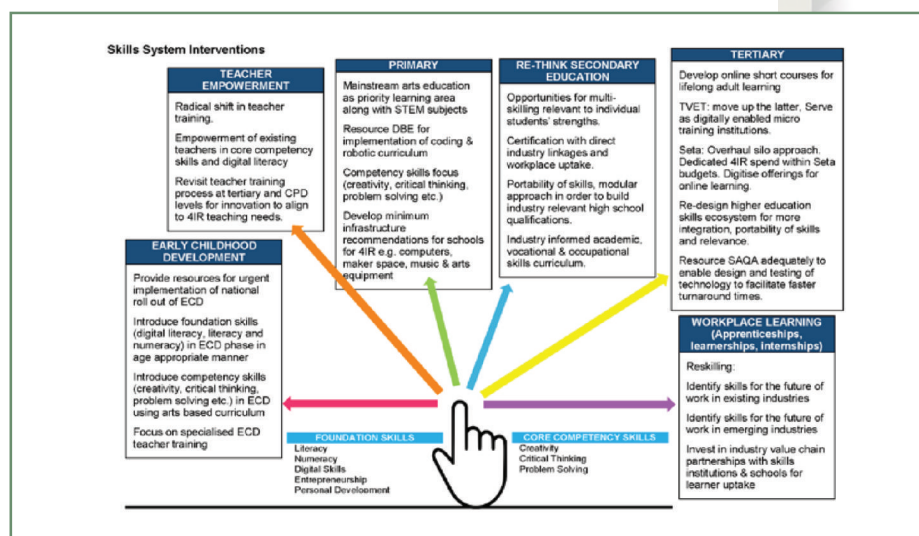 Skills System Interventions
TEACHER
EMPOWERMENT
Radical shift in teacher
training.
Empowerment of existing
teachers in core competency
skills and digital literacy
Revisit teacher training
process at tertiary and CPD
levels for innovation to align
to 4IR teaching needs.
PRIMARY
Mainstream arts education
as priority learning area
along with STEM subjects
Resource DBE for
implementation of coding &
robotic curriculum
Competency skills focus
(creativity, critical thinking,
problem solving etc.)
Develop minimum
infrastructure
recommendations for schools
for 4IR e.g. computers,
maker space, music & arts
equipment
RE-THINK SECONDARY
EDUCATION
Opportunities for multi-
skilling relevant to individual
students' strengths.
Certification with direct
industry linkages and
workplace uptake.
Portability of skills, modular
approach in order to build
industry relevant high school
qualifications.
Industry informed academic,
vocational & occupational
skills curriculum.
TERTIARY
Develop online short courses for
lifelong adult learning
TVET: move up the latter, Serve
as digitally enabled micro
training institutions.
Seta: Overhaul silo approach.
Dedicated 4IR spend within Seta
budgets. Digitise offerings for
online learning.
Re-design higher education
skills ecosystem for more
integration, portability of skills
and relevance.
Resource SAQA adequately to
enable design and testing of
technology to facilitate faster
turnaround times.
EARLY CHILDHOOD
DEVELOPMENT
Provide resources for urgent
implementation of national
roll out of ECD
Introduce foundation skills
(digital literacy, literacy and
numeracy) in ECD phase in
age appropriate manner
Introduce competency skills
(creativity, critical thinking,
problem solving etc.) in ECD
using arts based curriculum
Focus on specialised ECD
teacher training
WORKPLACE LEARNING
(Apprenticeships,
learnerships, internships)
Reskilling:
Identify skills for the future of
work in existing industries
Identify skills for the future of
work in emerging industries
Invest in industry value chain
partnerships with skills
institutions & schools for
learner uptake
FOUNDATION SKILLS
Literacy
Numeracy
Digital Skills
Entrepreneurship
Personal Development
CORE COMPETENCY SKILLS
Creativity
Critical Thinking
Problem Solving